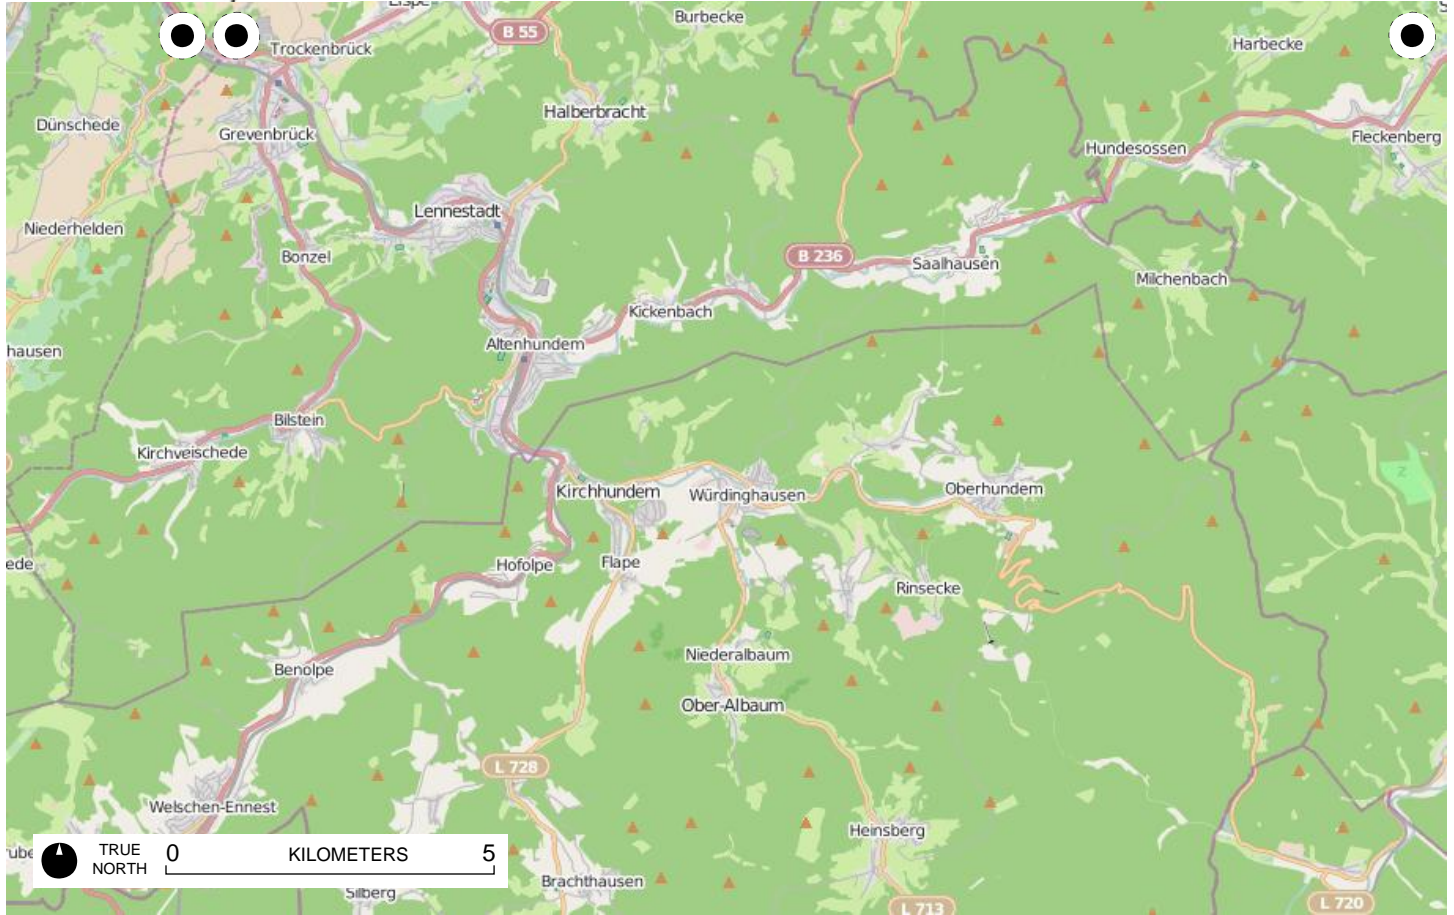 Elspe
Burbecke
B 55
Trockenbrück
Harbecke
Halberbracht
Dünschede
Grevenbrück
Fleckenberg
Hundesossen
Lennestadt
Niederhelden
Bonzel
B 236
Saalhausen
Milchenbach
Kickenbach
Altenhundem
hausen
Bilstein
Kirchveischede
Kirchhundem
Würdinghausen
Oberhundem
Z
ede
Hofolpe
Flape
Rinsecke
Niederalbaum
Benolpe
Ober-Albaum
L 728
Welschen-Ennest
Heinsberg
TRUE
NORTH
0 KILOMETERS 5
rube
Silberg
Brachthausen
L 713
L 720